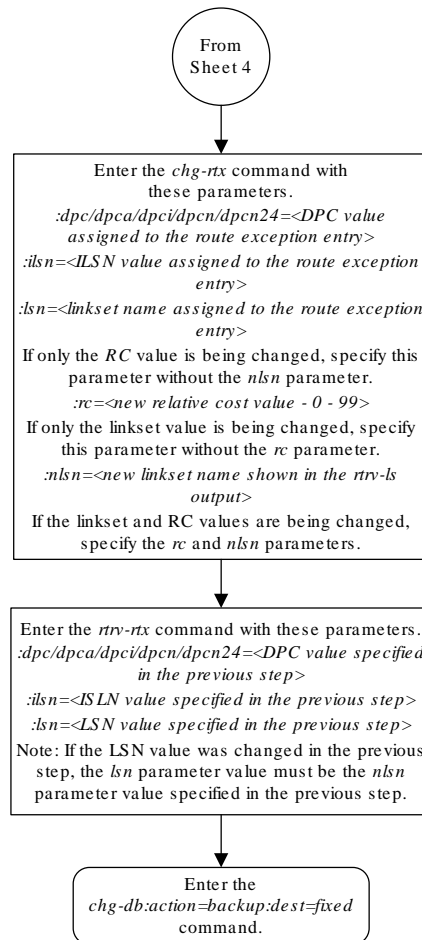 From
Sheet 4
Enter the chg-rtx command with
these parameters.
:dpc/dpca/dpci/dpcn/dpcn24=<DPC value
assigned to the route exception entry>
:ilsn=<ILSN value assigned to the route exception
entry>
:lsn=<linkset name assigned to the route exception
entry>
If only the RC value is being changed, specify this
parameter without the nlsn parameter.
:rc=<new relative cost value - 0 - 99>
If only the linkset value is being changed, specify
this parameter without the rc parameter.
:nlsn=<new linkset name shown in the rtrv-ls
output>
If the linkset and RC values are being changed,
specify the rc and nlsn parameters.
Enter the rtrv-rtx command with these parameters.
:dpc/dpca/dpci/dpcn/dpcn24=<DPC value specified
in the previous step>
:ilsn=<ISLN value specified in the previous step>
:lsn=<LSN value specified in the previous step>
Note: If the LSN value was changed in the previous
step, the lsn parameter value must be the nlsn
parameter value specified in the previous step.
Enter the
chg-db:action=backup:dest=fixed
command.